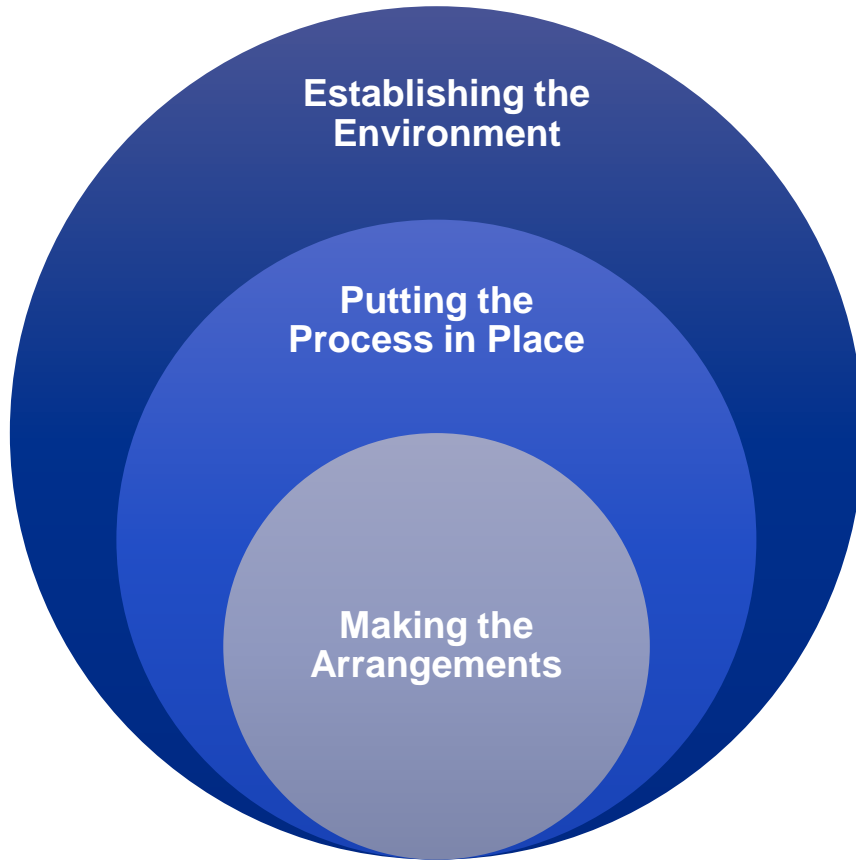 Establishing the
Environment
Putting the
Process in Place
Making the
Arrangements